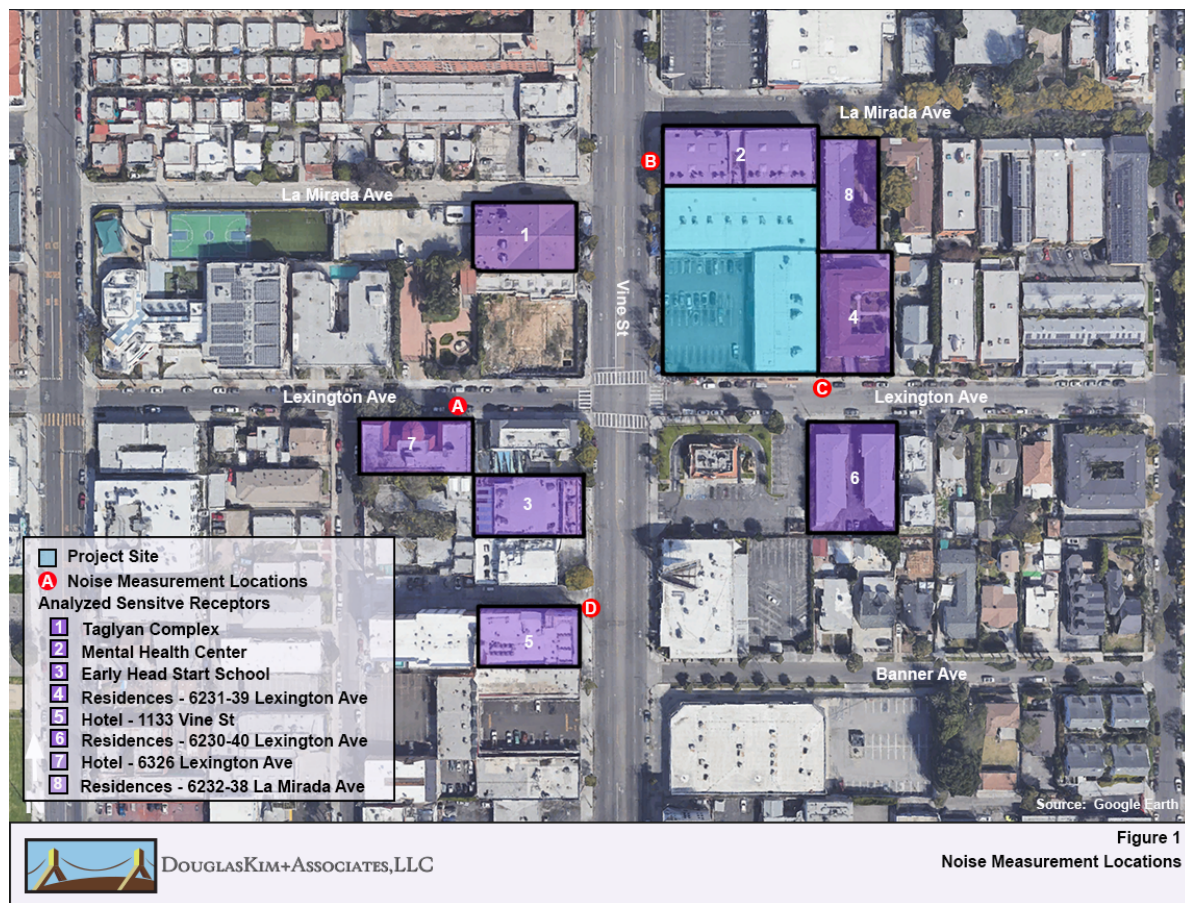 La Mirada Ave
B
2
La Mirada Ave
8
1
Vine St
4
Lexington Ave
A
C
Lexington Ave
7
6
3
Project Site
A Noise Measurement Locations
Analyzed Sensitve Receptors
1 Taglyan Complex
2 Mental Health Center
3 Early Head Start School
4 Residences - 6231-39 Lexington Ave
5 Hotel - 1133 Vine St
6 Residences - 6230-40 Lexington Ave
7 Hotel - 6326 Lexington Ave
8 Residences - 6232-38 La Mirada Ave
D
5
Banner Ave
Source: Google Earth
DOUGLASKIM+ASSOCIATES,LLC
Figure 1
Noise Measurement Locations